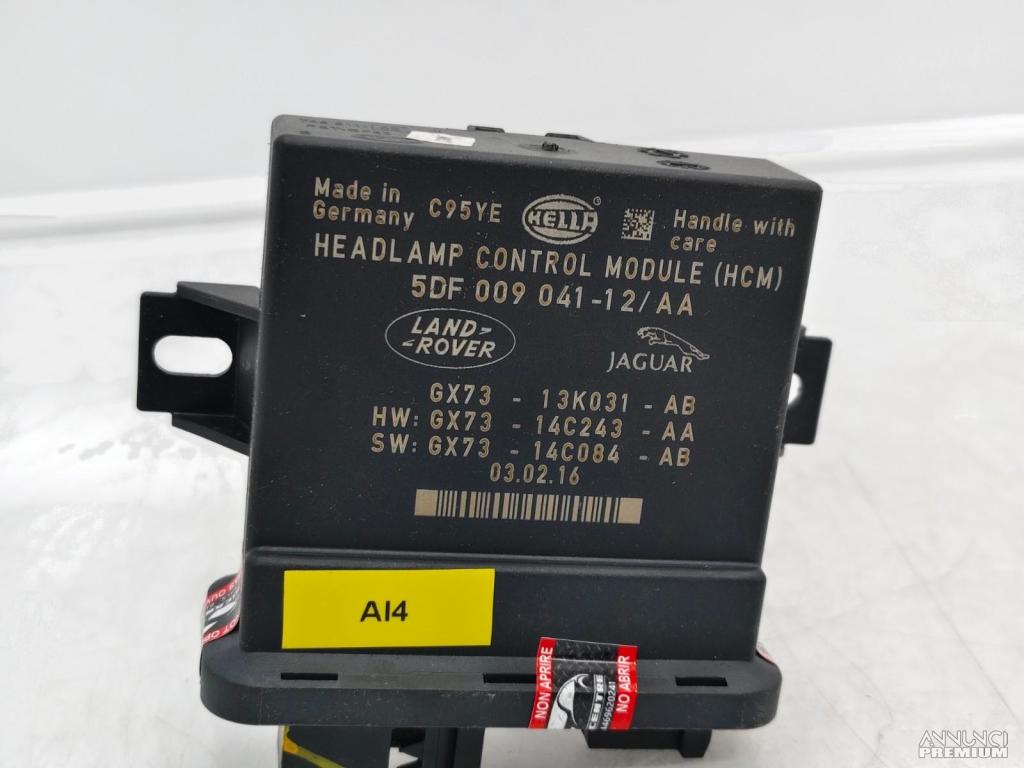 Made in
Germany
C95YE
HELLA
®
Handle with
care
HEADLAMP CONTROL MODULE (HCM)
5DF 009 041-12/AA
LAND-
-ROVER
JAGUAR
GX73 - 13K031 - AB
HW: GX73 - 14C243 - AA
SW: GX73 - 14C084 - AB
03.02.16
AI4
NON APRIRE
CENTRE
NO ABRIR
ANNUNCI
PREMIUM